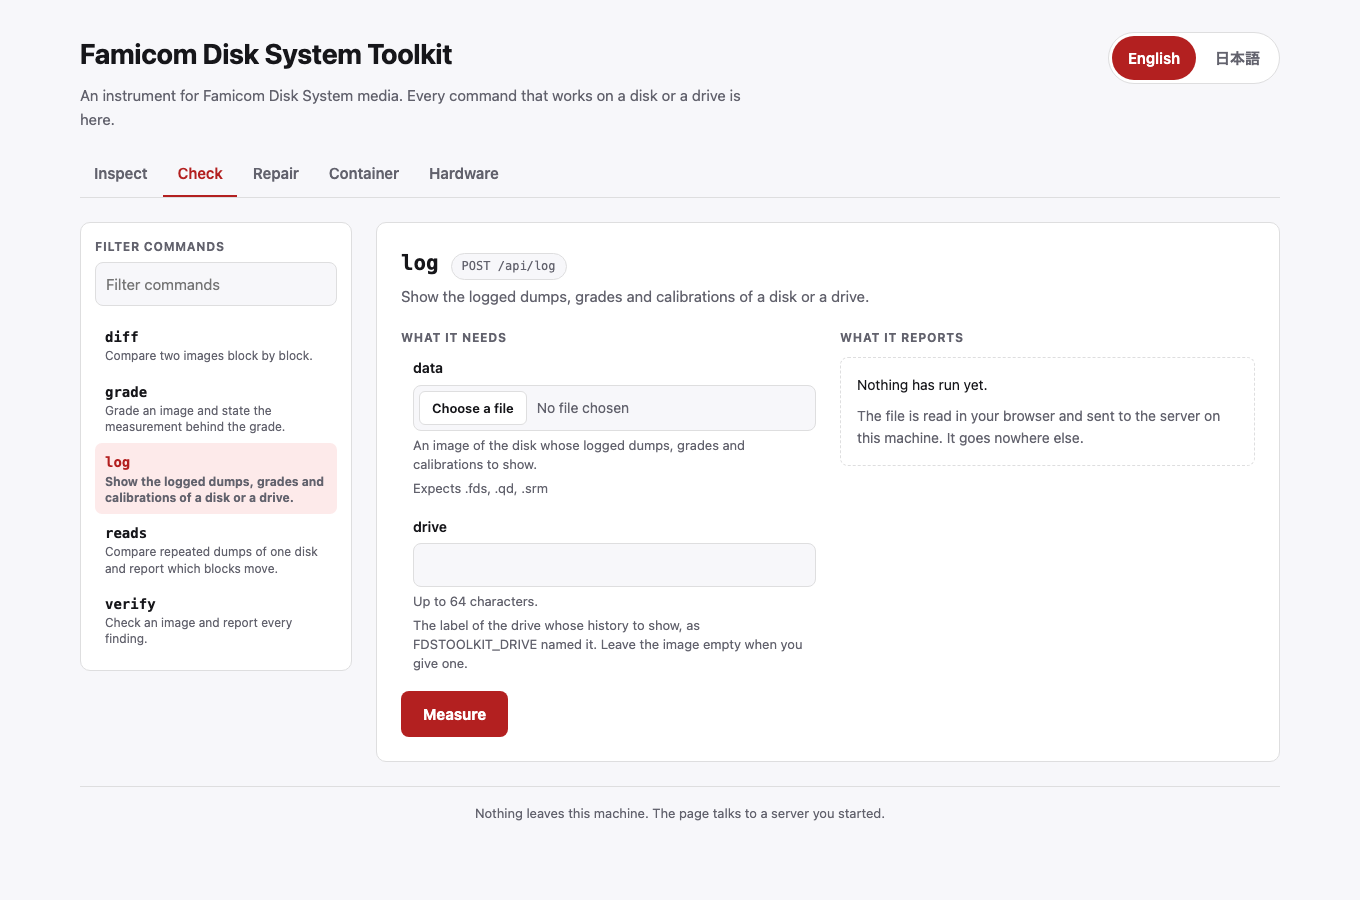 Famicom Disk System Toolkit
An instrument for Famicom Disk System media. Every command that works on a disk or a drive is
here.
English
日本語
Inspect
Check
Repair
Container
Hardware
FILTER COMMANDS
Filter commands
diff
Compare two images block by block.
grade
Grade an image and state the
measurement behind the grade.
log
Show the logged dumps, grades and
calibrations of a disk or a drive.
reads
Compare repeated dumps of one disk
and report which blocks move.
verify
Check an image and report every
finding.
log
POST /api/log
Show the logged dumps, grades and calibrations of a disk or a drive.
WHAT IT NEEDS
data
Choose a file
No file chosen
An image of the disk whose logged dumps, grades and
calibrations to show.
Expects .fds, .qd, .srm
drive
Up to 64 characters.
The label of the drive whose history to show, as
FDSTOOLKIT_DRIVE named it. Leave the image empty when you
give one.
Measure
WHAT IT REPORTS
Nothing has run yet.
The file is read in your browser and sent to the server on
this machine. It goes nowhere else.
Nothing leaves this machine. The page talks to a server you started.